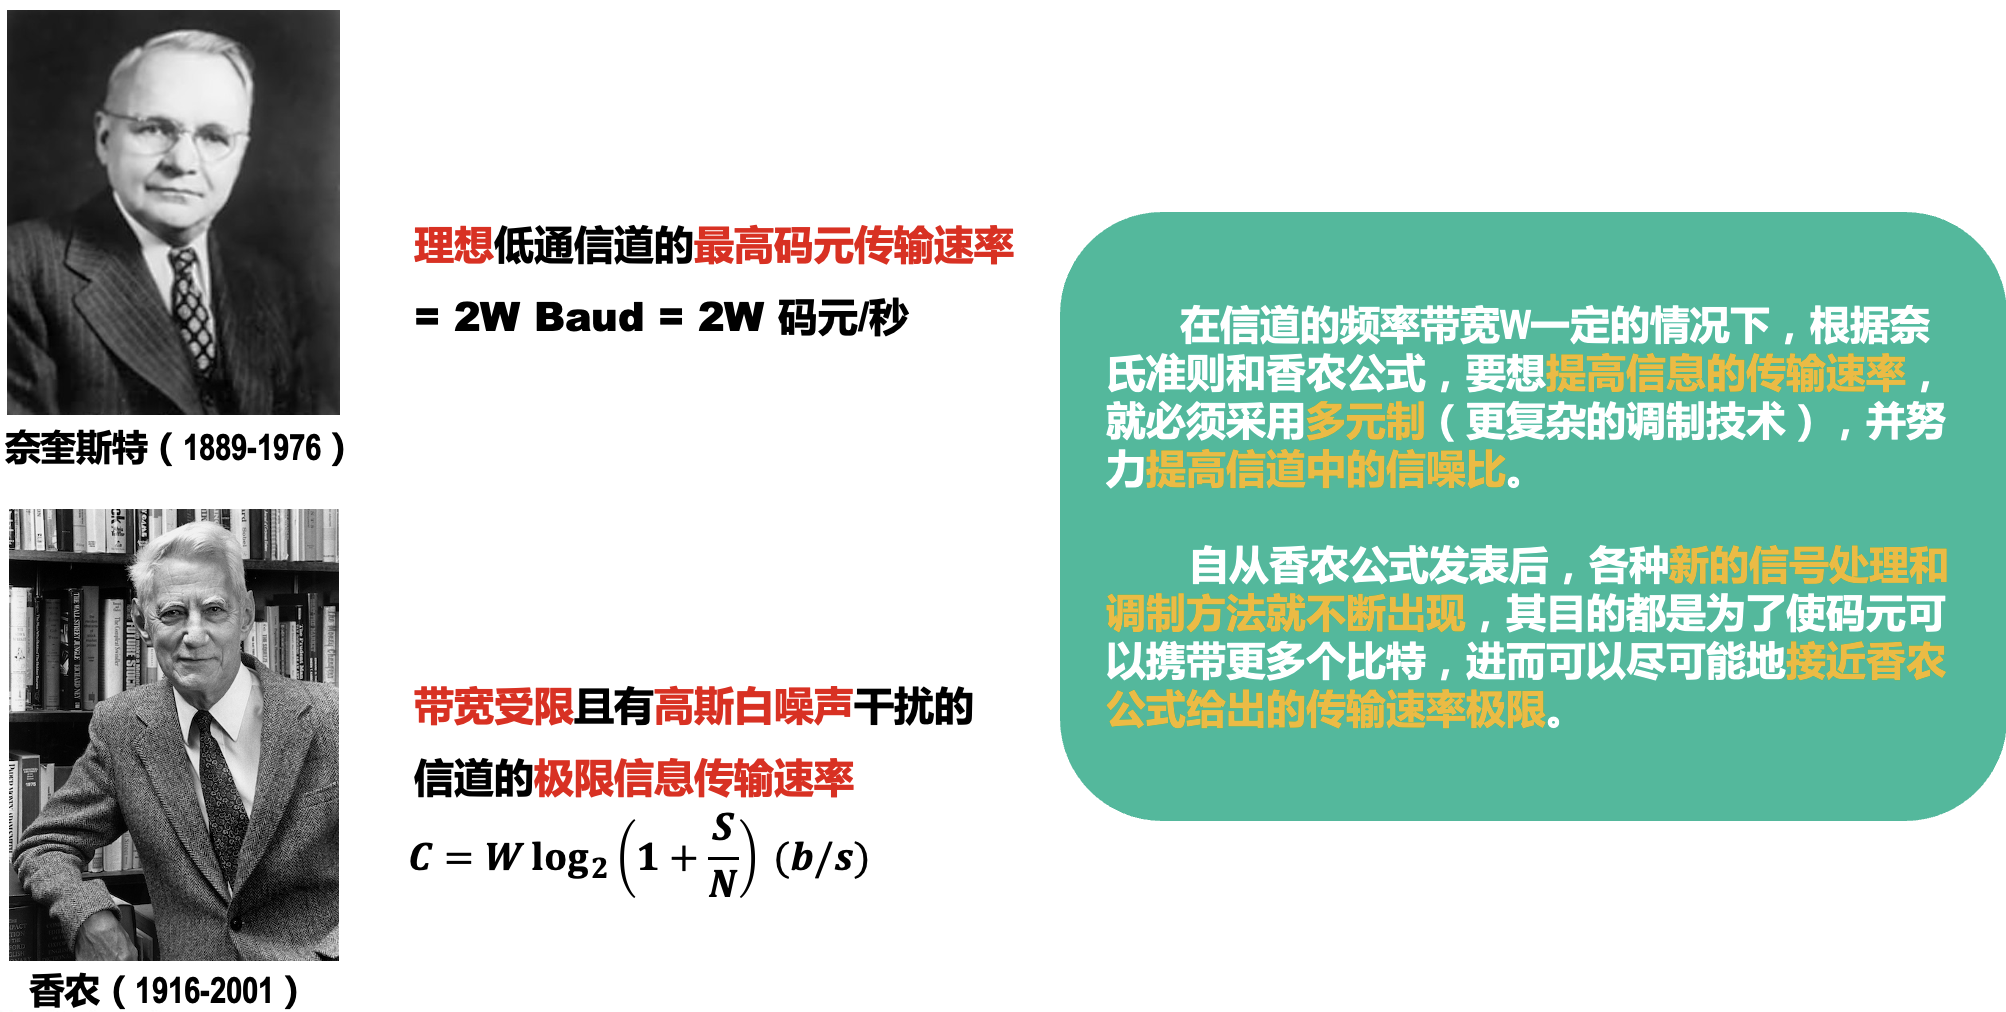 奈奎斯特（1889-1976）
理想低通信道的最高码元传输速率
= 2W Baud = 2W 码元/秒
香农（1916-2001）
带宽受限且有高斯白噪声干扰的
信道的极限信息传输速率
C = W log₂ (1 + S/N) (b/s)
在信道的频率带宽W一定的情况下，根据奈
氏准则和香农公式，要想提高信息的传输速率，
就必须采用多元制（更复杂的调制技术），并努
力提高信道中的信噪比。
自从香农公式发表后，各种新的信号处理和
调制方法就不断出现，其目的都是为了使码元可
以携带更多个比特，进而可以尽可能地接近香农
公式给出的传输速率极限。